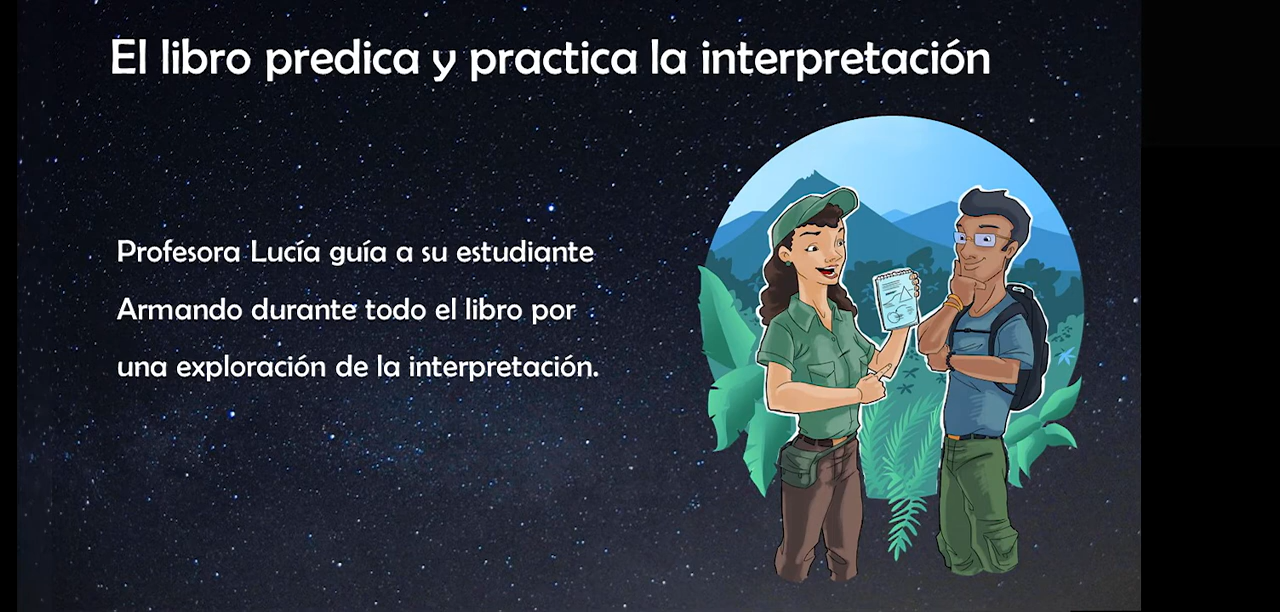 El libro predica y practica la interpretación
Profesora Lucía guía a su estudiante
Armando durante todo el libro por
una exploración de la interpretación.